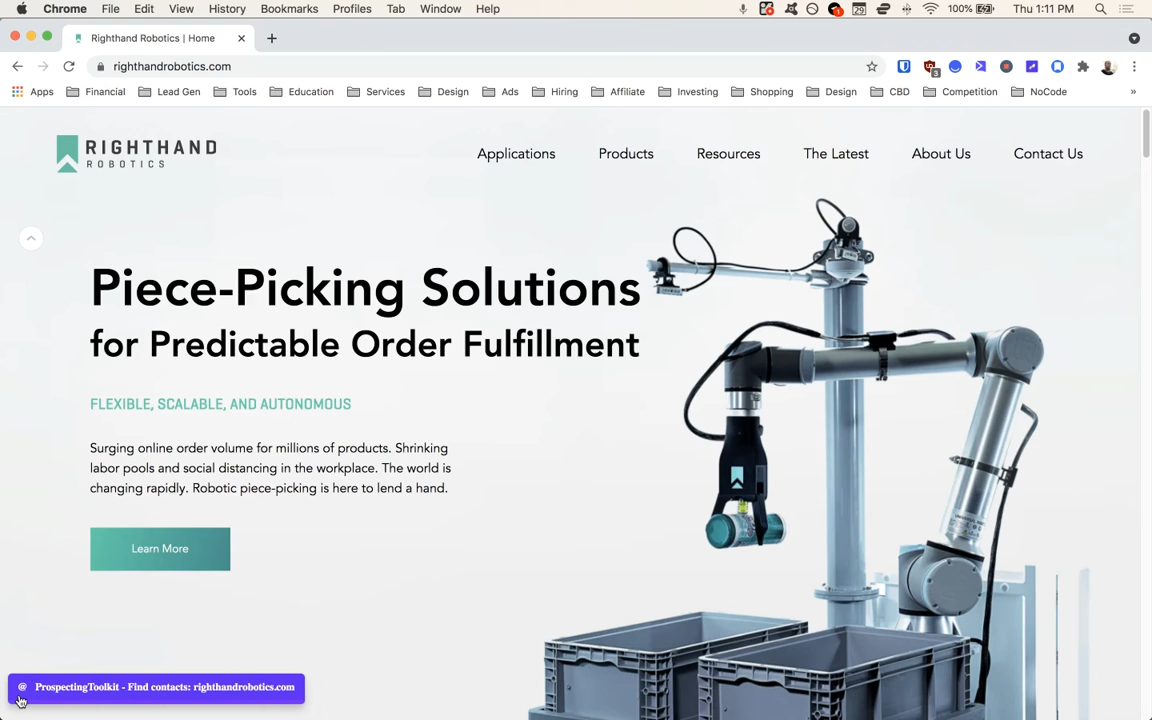 Chrome File Edit View History Bookmarks Profiles Tab Window Help 29 100% Thu 1:11 PM
Righthand Robotics | Home
righthandrobotics.com 3
Apps Financial Lead Gen Tools Education Services Design Ads Hiring Affiliate Investing Shopping Design CBD Competition NoCode »
RIGHTHAND
ROBOTICS
Applications Products Resources The Latest About Us Contact Us
Piece-Picking Solutions
for Predictable Order Fulfillment
FLEXIBLE, SCALABLE, AND AUTONOMOUS
Surging online order volume for millions of products. Shrinking
labor pools and social distancing in the workplace. The world is
changing rapidly. Robotic piece-picking is here to lend a hand.
Learn More
@ ProspectingToolkit - Find contacts: righthandrobotics.com